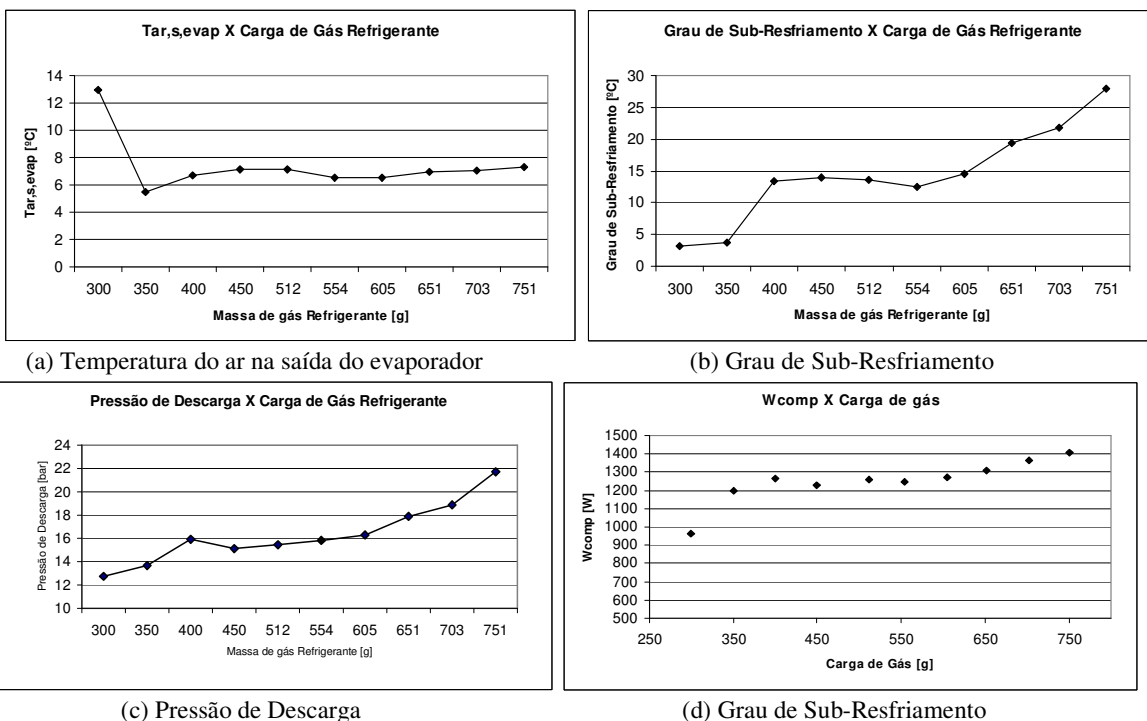 Tar,s,evap X Carga de Gás Refrigerante
Tar,s,evap [ºC]
14
12
10
8
6
4
2
0
300 350 400 450 512 554 605 651 703 751
Massa de gás Refrigerante [g]
(a) Temperatura do ar na saída do evaporador
Grau de Sub-Resfriamento X Carga de Gás Refrigerante
Grau de Sub-Resfriamento [ºC]
30
25
20
15
10
5
0
300 350 400 450 512 554 605 651 703 751
Massa de gás Refrigerante [g]
(b) Grau de Sub-Resfriamento
Pressão de Descarga X Carga de Gás Refrigerante
Pressão de Descarga [bar]
24
22
20
18
16
14
12
10
300 350 400 450 512 554 605 651 703 751
Massa de gás Refrigerante [g]
(c) Pressão de Descarga
Wcomp X Carga de gás
Wcomp [W]
1500
1400
1300
1200
1100
1000
900
800
700
600
500
250 350 450 550 650 750
Carga de Gás [g]
(d) Grau de Sub-Resfriamento